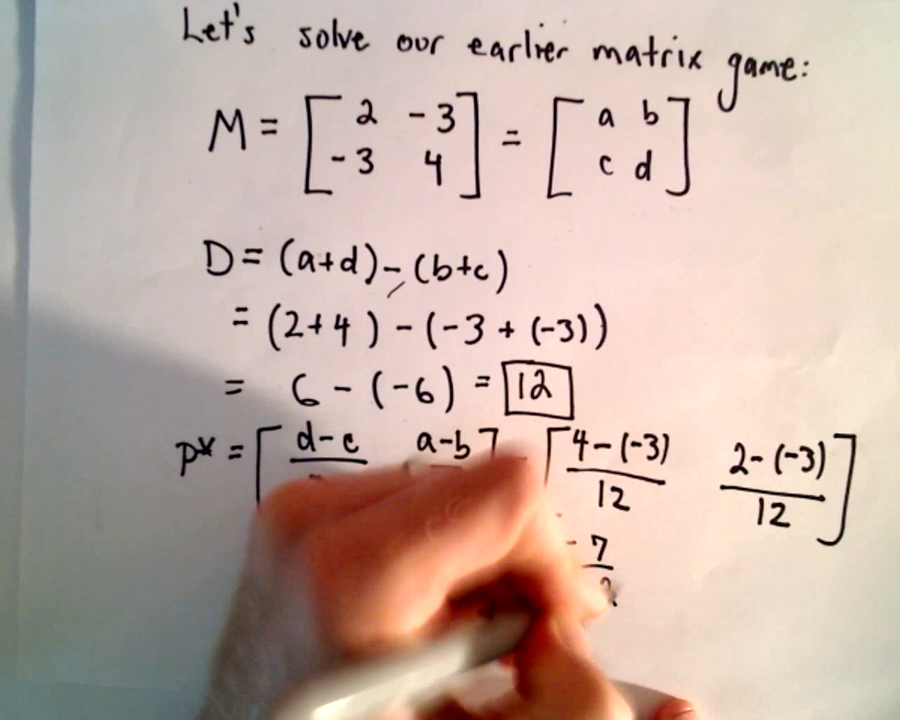 Let's solve our earlier matrix game:
M = [ 2 -3 ] = [ a b ]
[ -3 4 ] [ c d ]
D = (a+d) - (b+c)
= (2+4) - (-3 + (-3))
= 6 - (-6) = 12
P* = [ d-c a-b ] [ 4-(-3) 2-(-3) ]
12 12
7